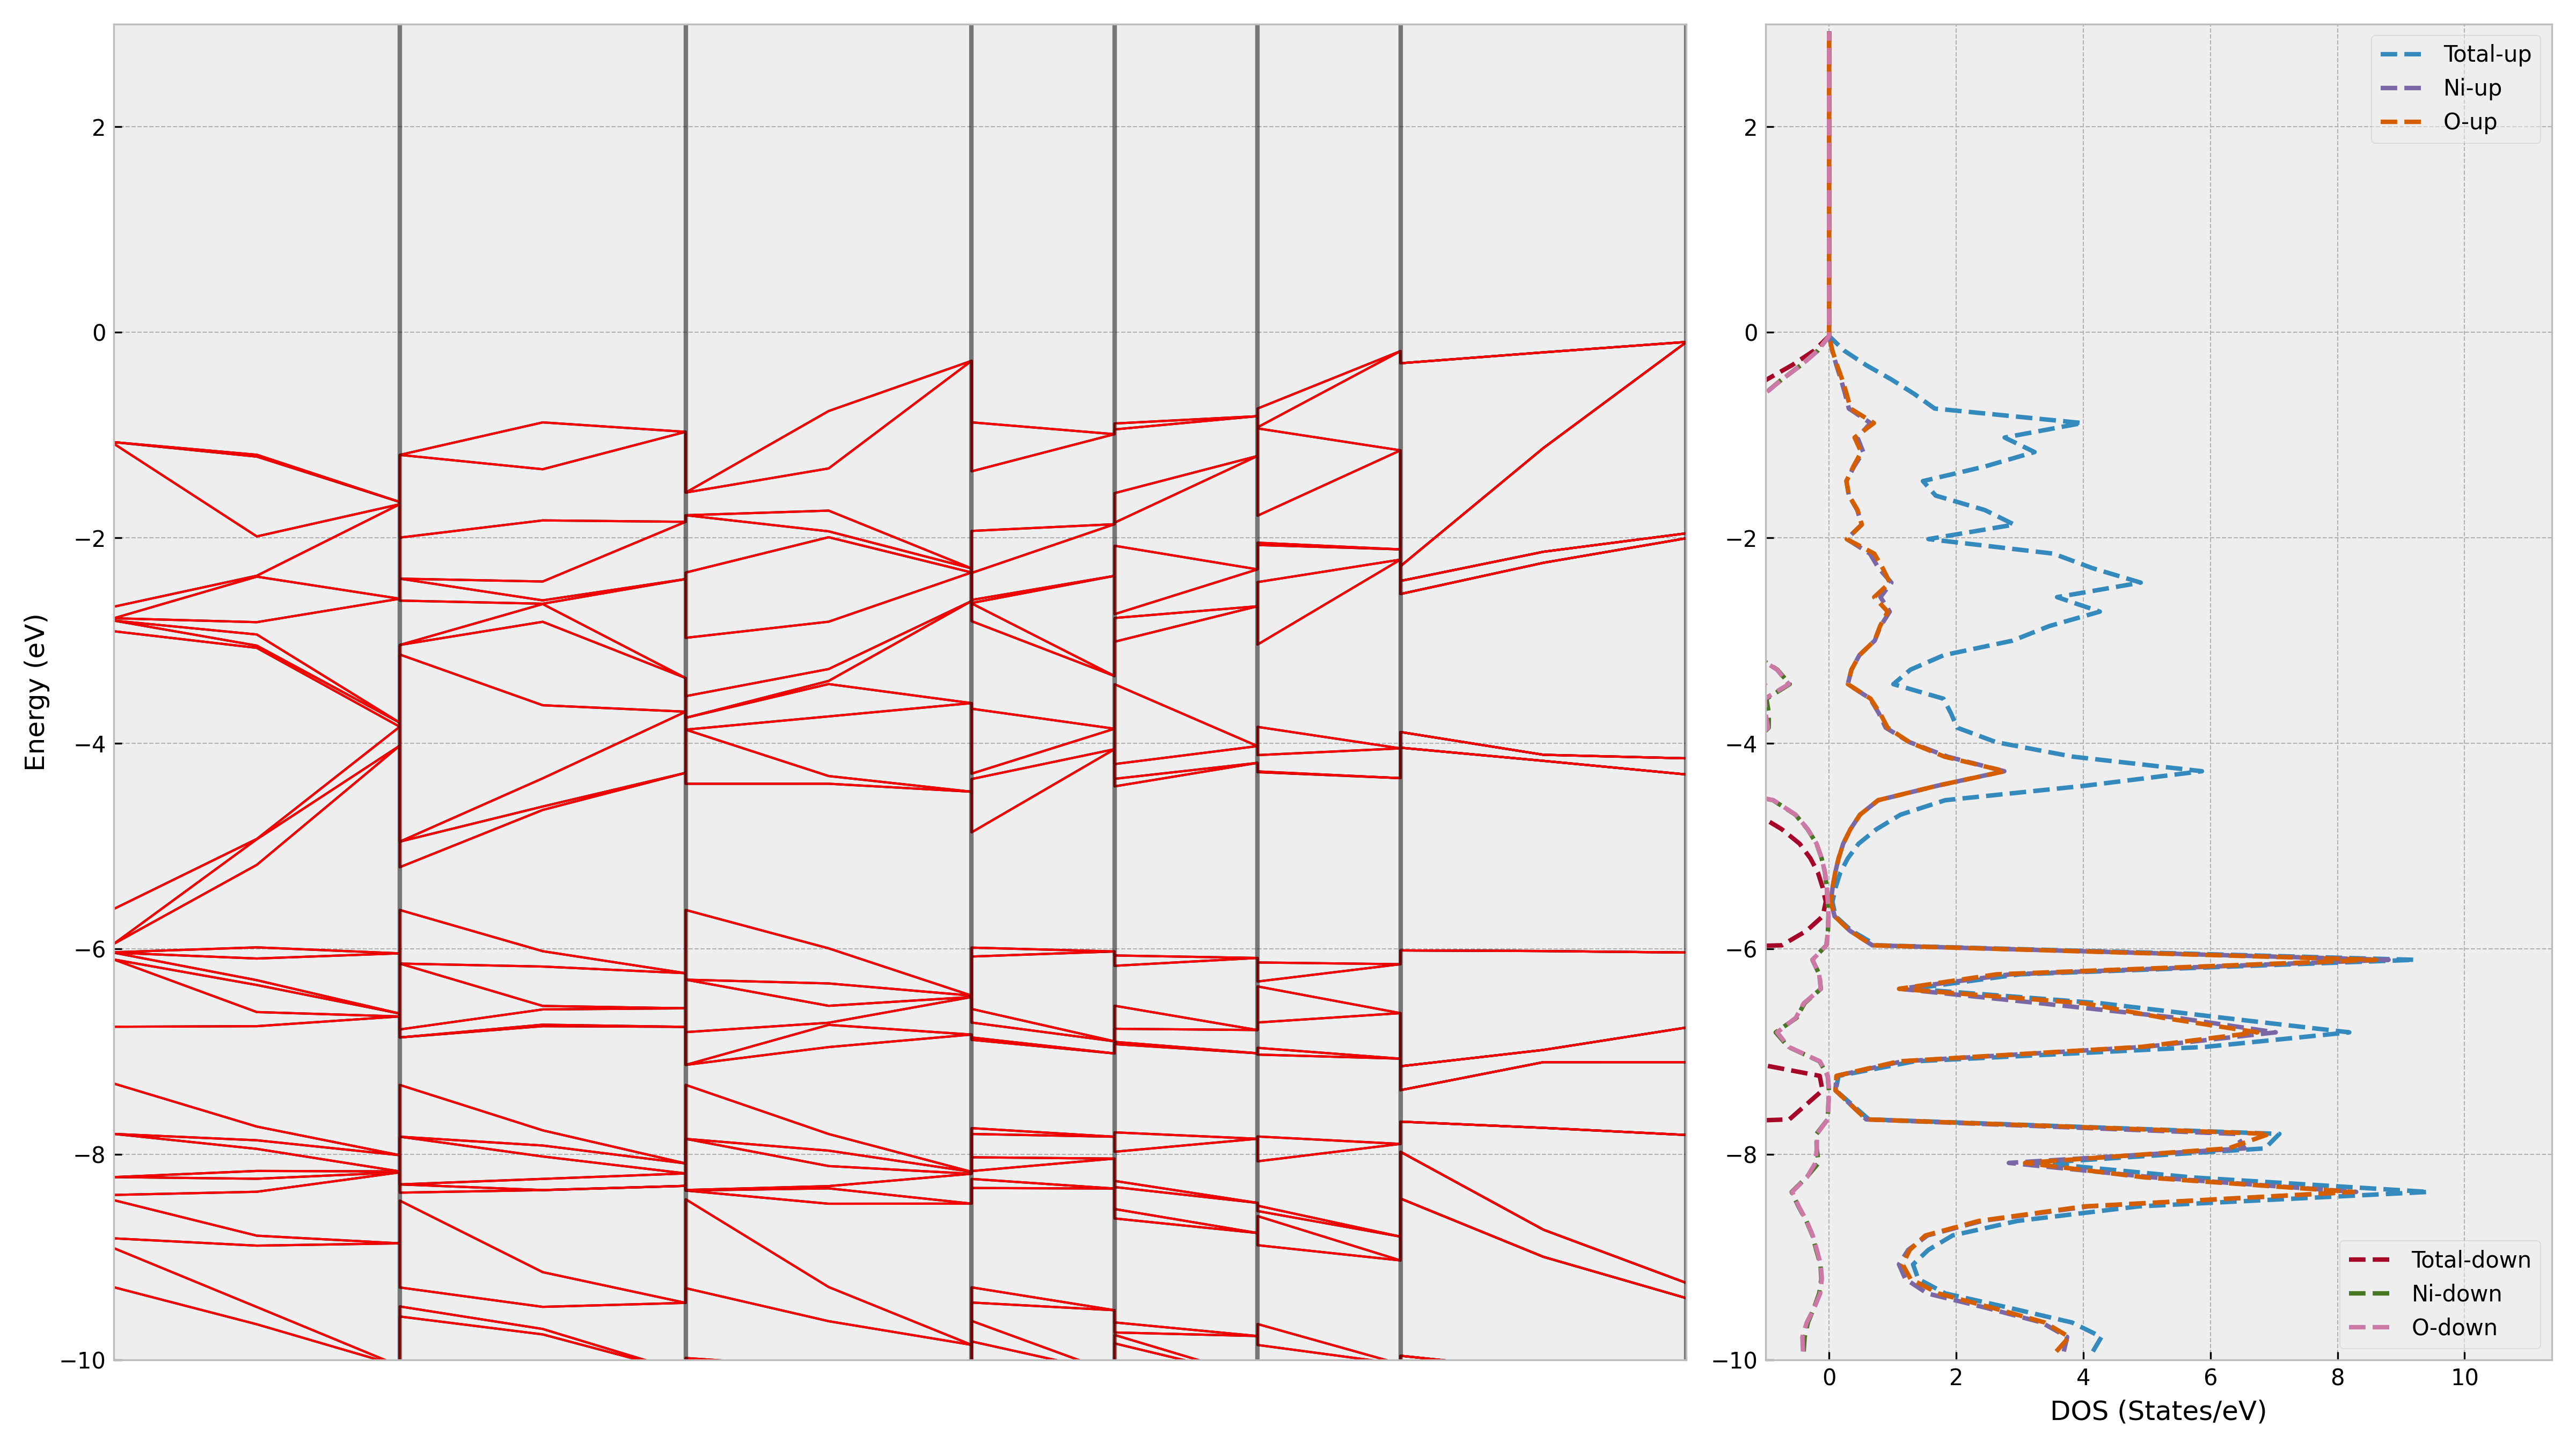 Energy (eV)
2
0
−2
−4
−6
−8
−10
2
0
−2
−4
−6
−8
−10
Total-up
Ni-up
O-up
Total-down
Ni-down
O-down
0 2 4 6 8 10
DOS (States/eV)